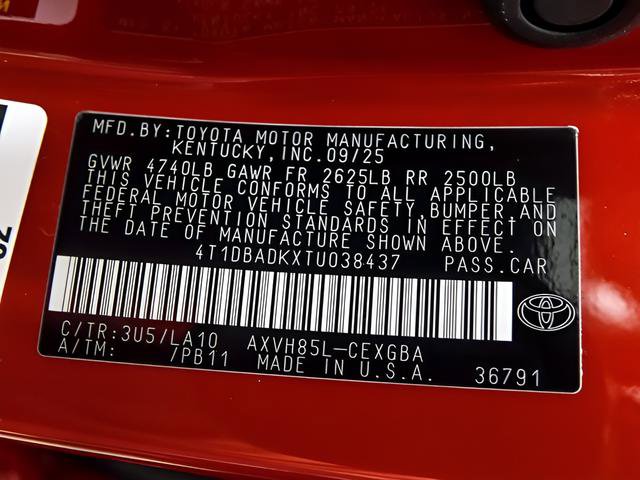 MFD.BY:TOYOTA MOTOR MANUFACTURING,
KENTUCKY,INC.09/25
GVWR 4740LB GAWR FR 2625LB RR 2500LB
THIS VEHICLE CONFORMS TO ALL APPLICABLE
FEDERAL MOTOR VEHICLE SAFETY,BUMPER,AND
THEFT PREVENTION STANDARDS IN EFFECT ON
THE DATE OF MANUFACTURE SHOWN ABOVE.
4T1DBADKXTU038437 PASS.CAR
C/TR:3U5/LA10 AXVH85L-CEXGBA
A/TM: /PB11 MADE IN U.S.A. 36791